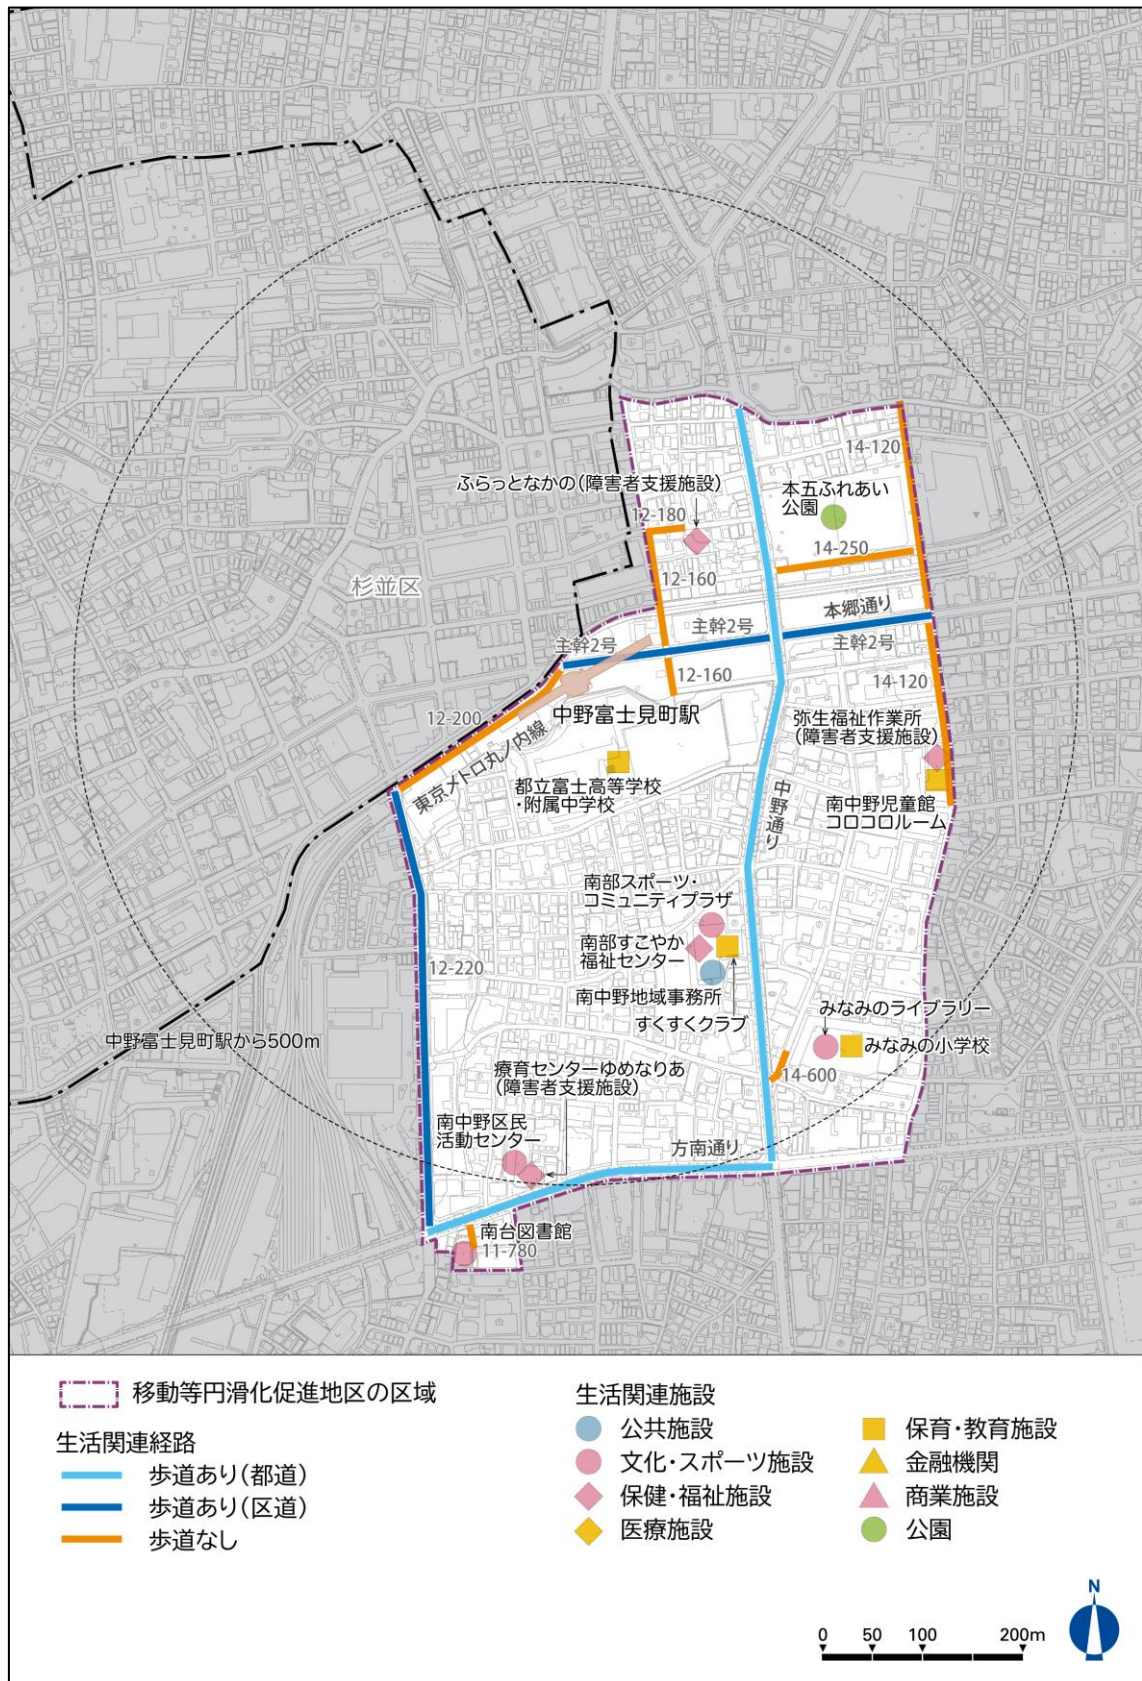 ふらっとなかの(障害者支援施設)
12-180
本五ふれあい
公園
14-120
14-250
12-160
杉並区
本郷通り
主幹2号
主幹2号
主幹2号
12-160
14-120
12-200
中野富士見町駅
東京メトロ丸ノ内線
弥生福祉作業所
(障害者支援施設)
都立富士高等学校
・附属中学校
中野通り
南中野児童館
コロコロルーム
南部スポーツ・
コミュニティプラザ
南部すこやか
福祉センター
12-220
南中野地域事務所
すくすくクラブ
みなみのライブラリー
みなみの小学校
中野富士見町駅から500m
療育センターゆめなりあ
(障害者支援施設)
14-600
南中野区民
活動センター
方南通り
南台図書館
11-780
移動等円滑化促進地区の区域
生活関連経路
歩道あり(都道)
歩道あり(区道)
歩道なし
生活関連施設
公共施設
文化・スポーツ施設
保健・福祉施設
医療施設
保育・教育施設
金融機関
商業施設
公園
N
0 50 100 200m